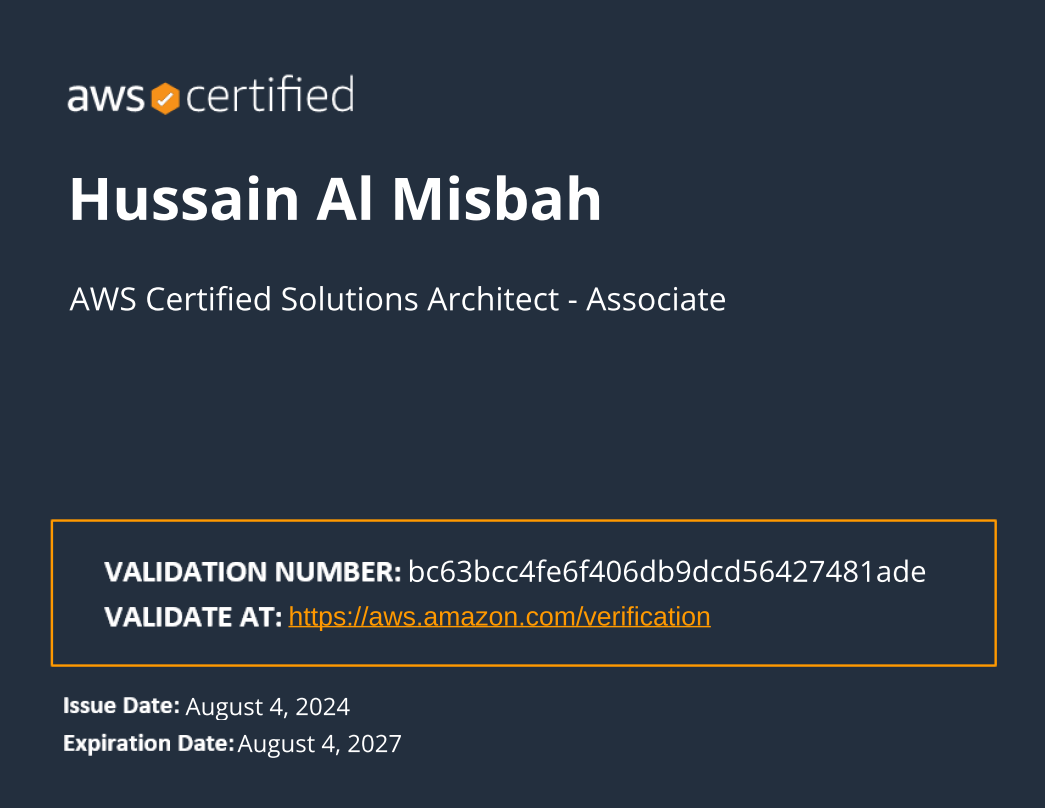 aws certified
Hussain Al Misbah
AWS Certified Solutions Architect - Associate
VALIDATION NUMBER: bc63bcc4fe6f406db9dcd56427481ade
VALIDATE AT: https://aws.amazon.com/verification
Issue Date: August 4, 2024
Expiration Date: August 4, 2027